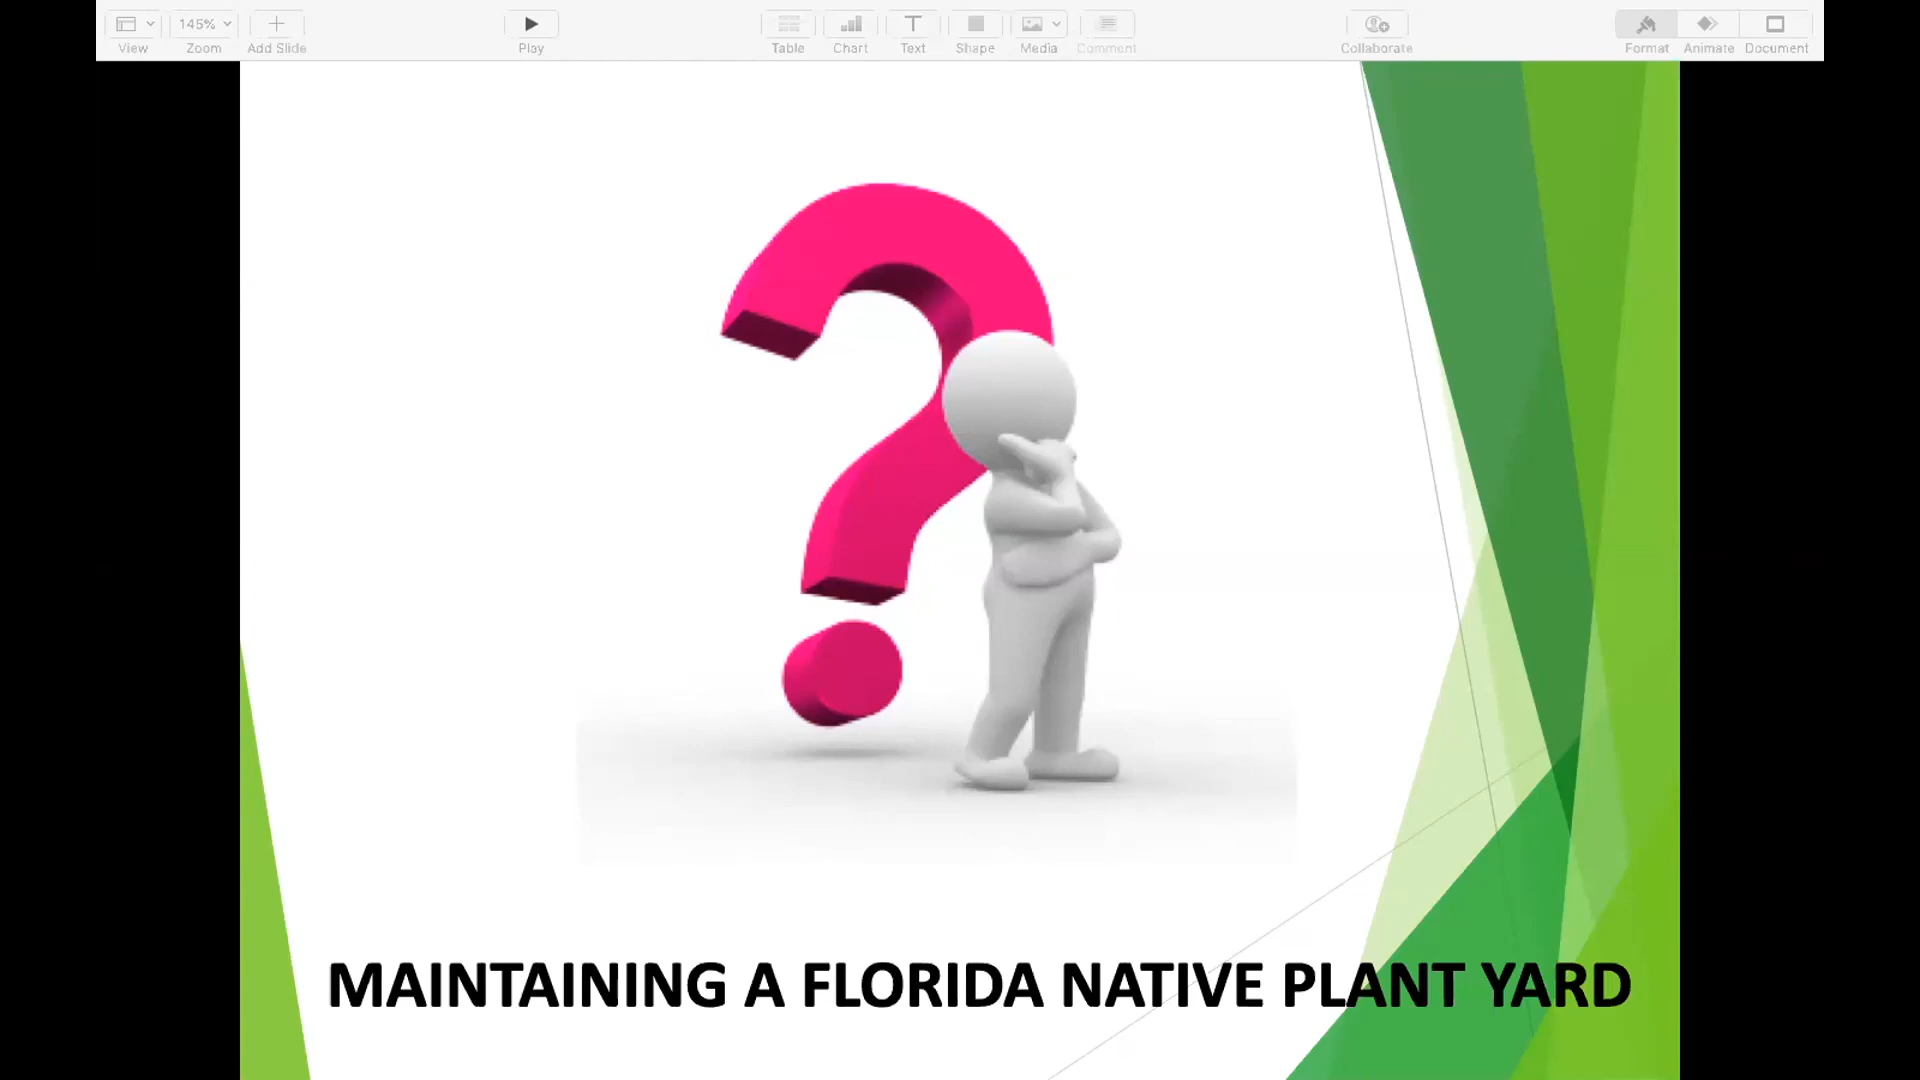 145%
View
Zoom
Add Slide
Play
Table
Chart
Text
Shape
Media
Comment
Collaborate
Format
Animate
Document
MAINTAINING A FLORIDA NATIVE PLANT YARD